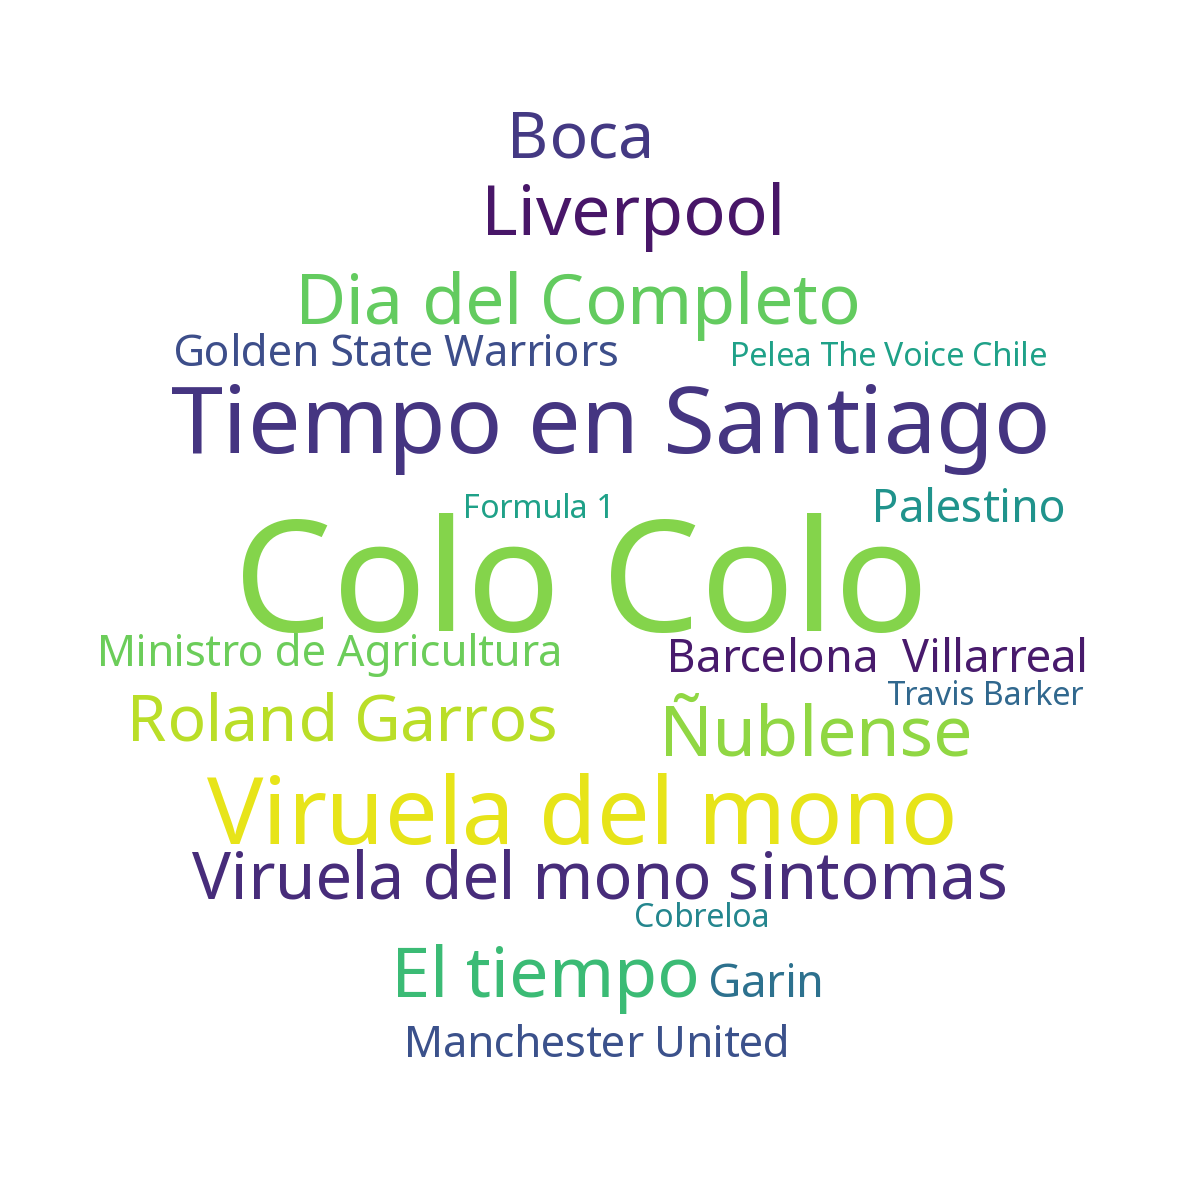 Boca
Liverpool
Dia del Completo
Golden State Warriors
Pelea The Voice Chile
Tiempo en Santiago
Formula 1
Palestino
Colo Colo
Ministro de Agricultura
Barcelona
Villarreal
Travis Barker
Roland Garros
Ñublense
Viruela del mono
Viruela del mono sintomas
Cobreloa
El tiempo
Garin
Manchester United